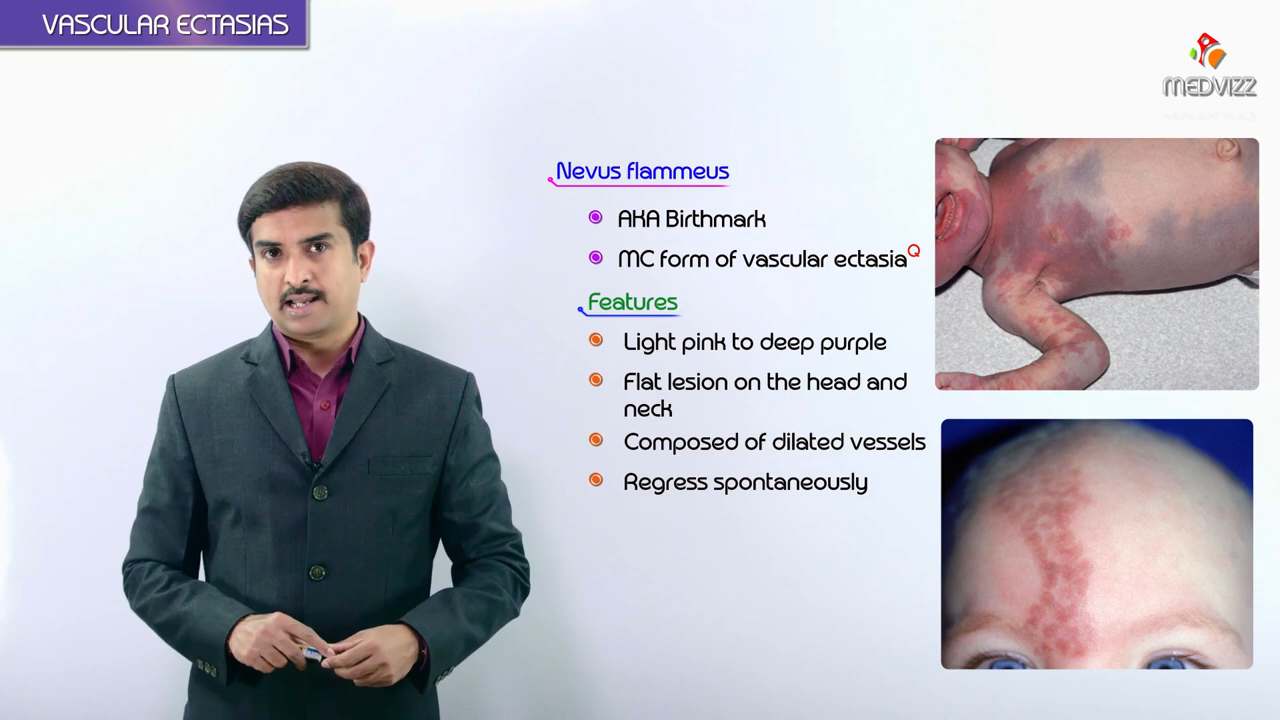 VASCULAR ECTASIAS
MEDVIZZ
Nevus flammeus
AKA Birthmark
MC form of vascular ectasia Q
Features
Light pink to deep purple
Flat lesion on the head and
neck
Composed of dilated vessels
Regress spontaneously